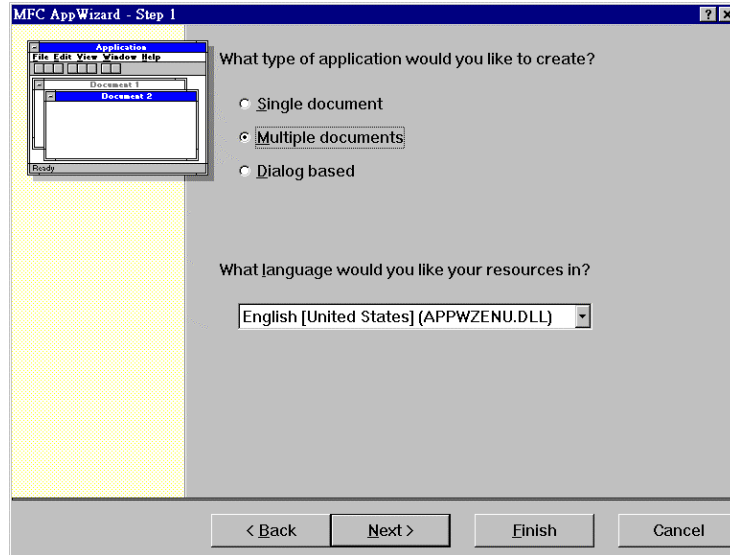 MFC AppWizard - Step 1
Application
File Edit View Window Help
Document 1
Document 2
Ready
What type of application would you like to create?
Single document
Multiple documents
Dialog based
What language would you like your resources in?
English [United States] (APPWZENU.DLL)
< Back Next > Finish Cancel